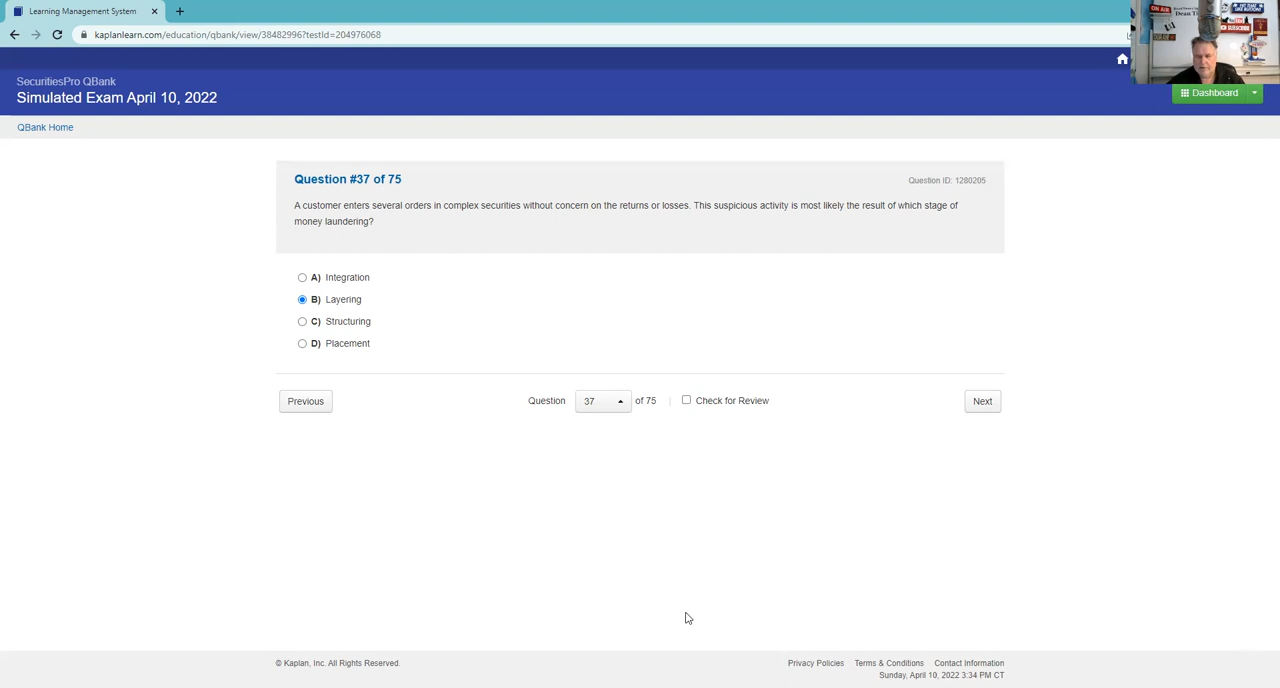 Learning Management System
kaplanlearn.com/education/qbank/view/38482996?testId=204976068
ON AIR
SUBSCRIBE
SecuritiesPro QBank
Simulated Exam April 10, 2022
Dashboard
QBank Home
Question #37 of 75
Question ID: 1280205
A customer enters several orders in complex securities without concern on the returns or losses. This suspicious activity is most likely the result of which stage of
money laundering?
A) Integration
B) Layering
C) Structuring
D) Placement
Previous
Question 37 of 75
Check for Review
Next
© Kaplan, Inc. All Rights Reserved.
Privacy Policies Terms & Conditions Contact Information
Sunday, April 10, 2022 3:34 PM CT